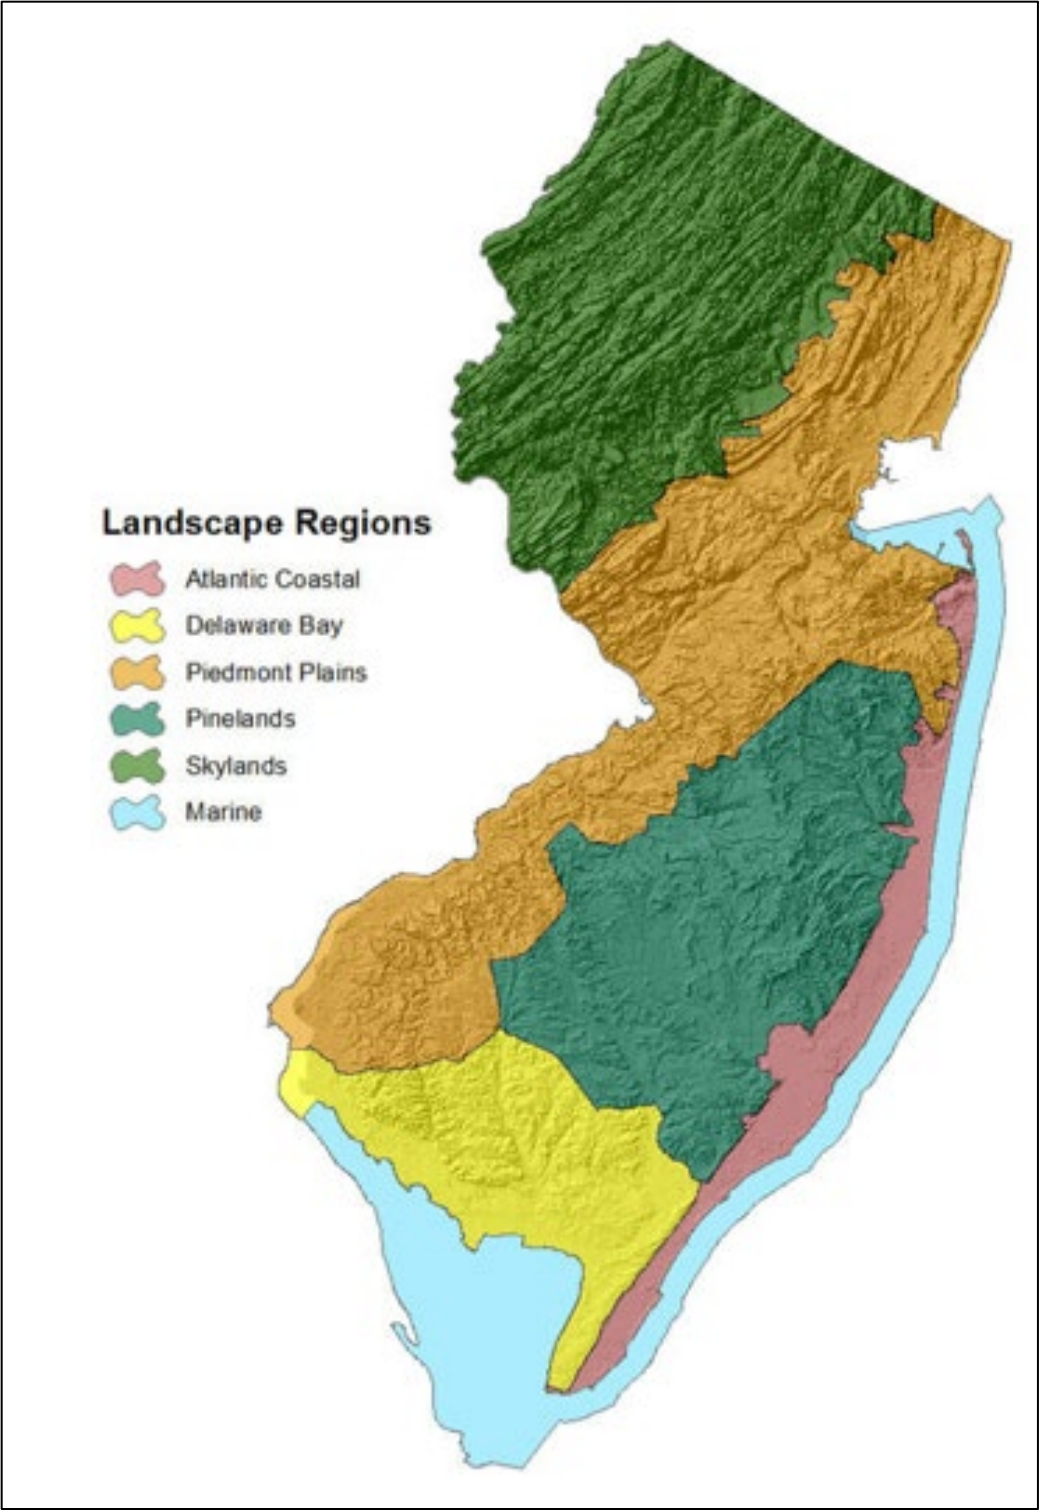 Landscape Regions
Atlantic Coastal
Delaware Bay
Piedmont Plains
Pinelands
Skylands
Marine